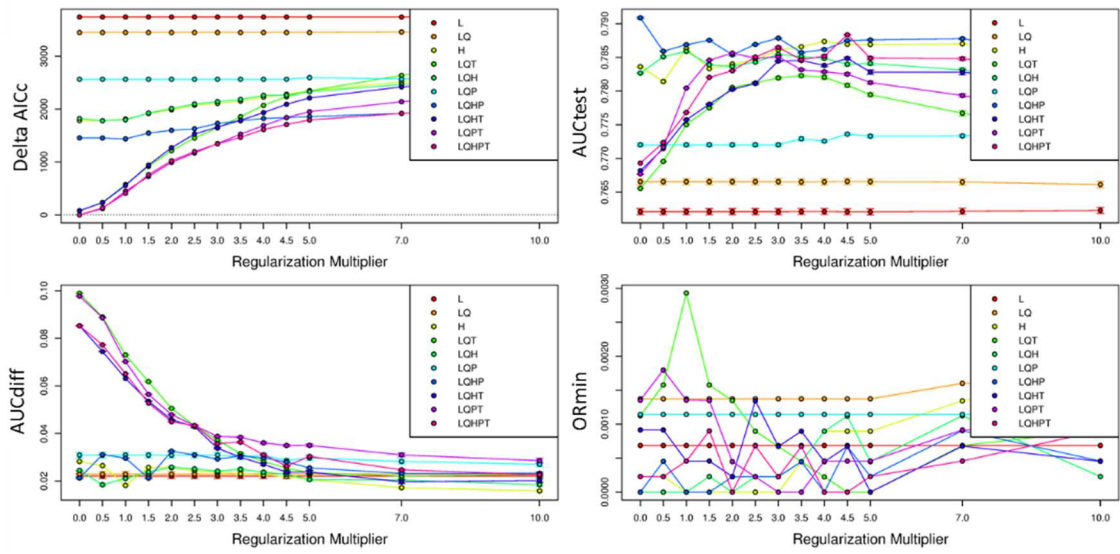 Delta AICc
3000
2000
1000
0
0.0 0.5 1.0 1.5 2.0 2.5 3.0 3.5 4.0 4.5 5.0 7.0 10.0
Regularization Multiplier
L
LQ
H
LQT
LQH
LQP
LQHP
LQHT
LQPT
LQHPT
AUCtest
0.790
0.785
0.780
0.770
0.765
0.0 0.5 1.0 1.5 2.0 2.5 3.0 3.5 4.0 4.5 5.0 7.0 10.0
Regularization Multiplier
L
LQ
H
LQT
LQH
LQP
LQHP
LQHT
LQPT
LQHPT
AUCdiff
0.10
0.08
0.06
0.04
0.02
0.0 0.5 1.0 1.5 2.0 2.5 3.0 3.5 4.0 4.5 5.0 7.0 10.0
Regularization Multiplier
L
LQ
H
LQT
LQH
LQP
LQHP
LQHT
LQPT
LQHPT
ORmin
0.0030
0.0020
0.0010
0.0000
0.0 0.5 1.0 1.5 2.0 2.5 3.0 3.5 4.0 4.5 5.0 7.0 10.0
Regularization Multiplier
L
LQ
H
LQT
LQH
LQP
LQHP
LQHT
LQPT
LQHPT